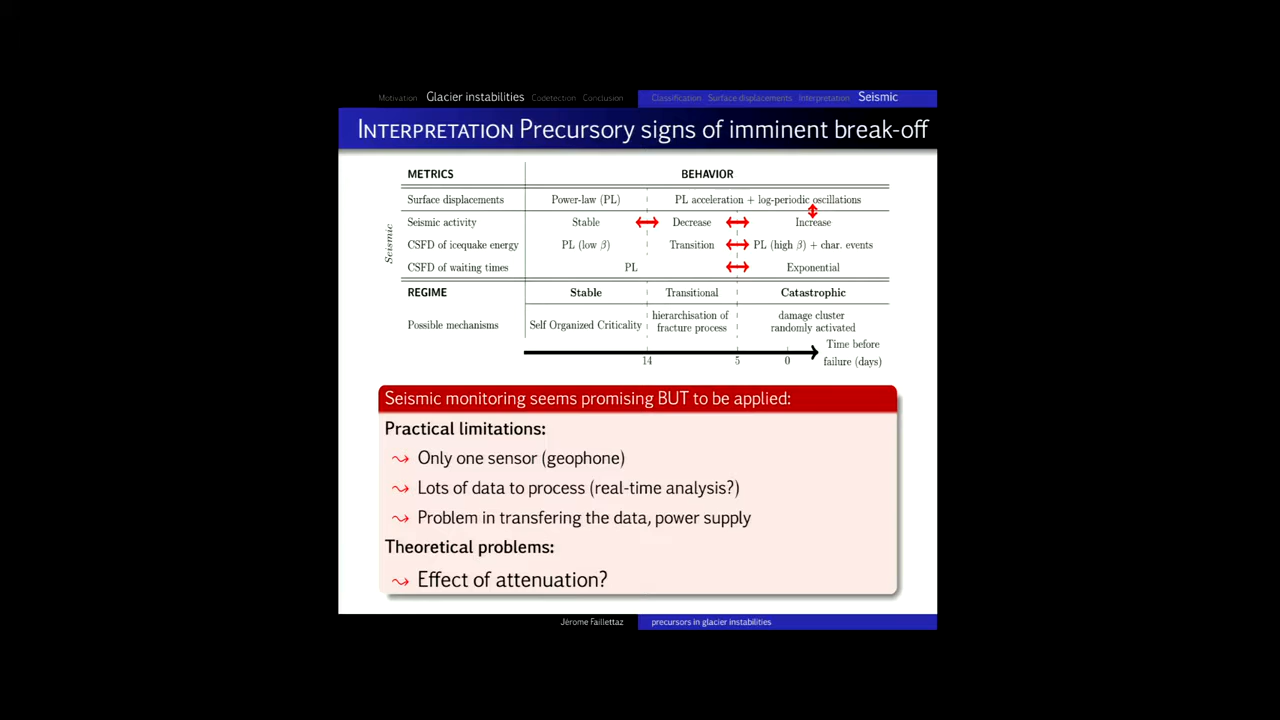 Motivation Glacier instabilities Codetection Conclusion Classification Surface displacements Interpretation Seismic
INTERPRETATION Precursory signs of imminent break-off
METRICS BEHAVIOR
Surface displacements Power-law (PL) PL acceleration + log-periodic oscillations
Seismic
Seismic activity Stable Decrease Increase
CSFD of icequake energy PL (low β) Transition PL (high β) + char. events
CSFD of waiting times PL Exponential
REGIME Stable Transitional Catastrophic
Possible mechanisms Self Organized Criticality hierarchisation of fracture process damage cluster randomly activated
Time before
14 5 0 failure (days)
Seismic monitoring seems promising BUT to be applied:
Practical limitations:
⤳ Only one sensor (geophone)
⤳ Lots of data to process (real-time analysis?)
⤳ Problem in transfering the data, power supply
Theoretical problems:
⤳ Effect of attenuation?
Jérome Faillettaz precursors in glacier instabilities